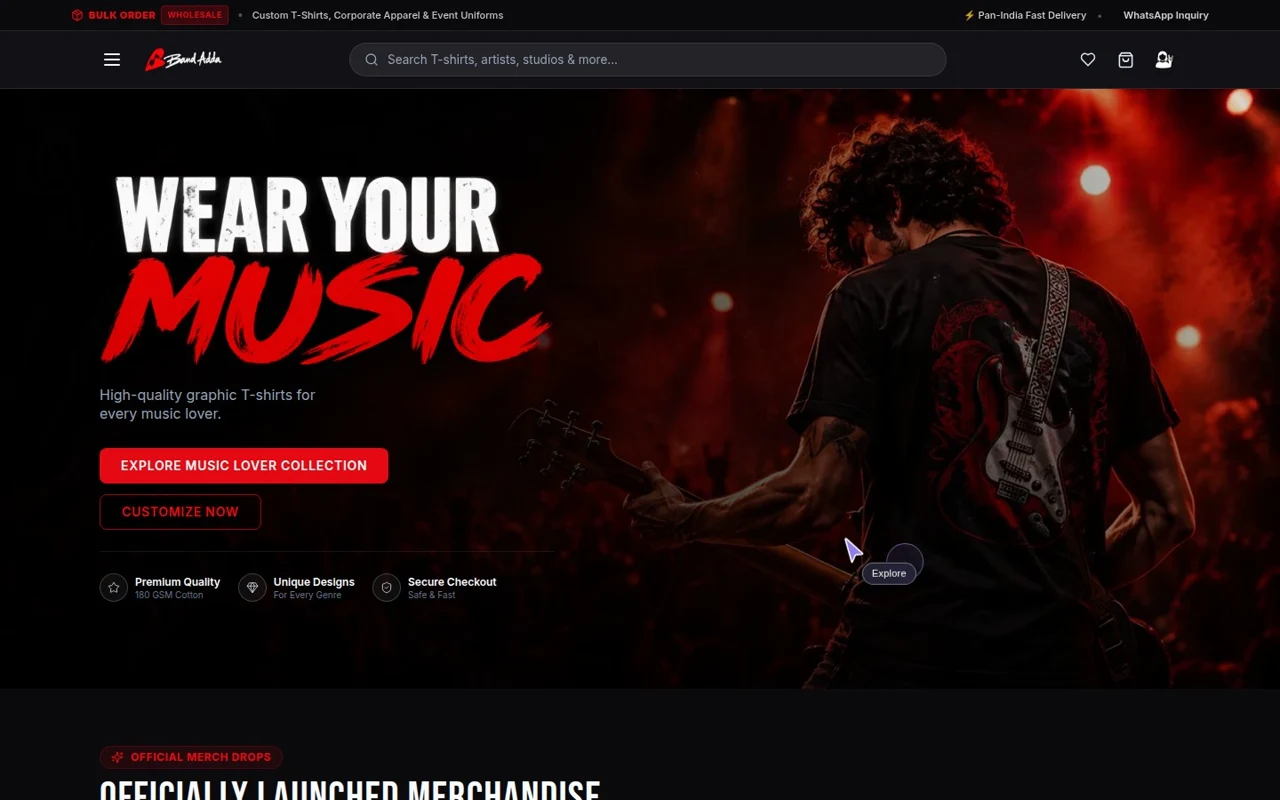 BULK ORDER WHOLESALE • Custom T-Shirts, Corporate Apparel & Event Uniforms
⚡ Pan-India Fast Delivery • WhatsApp Inquiry
Band Adda
Search T-shirts, artists, studios & more...
WEAR YOUR
MUSIC
High-quality graphic T-shirts for
every music lover.
EXPLORE MUSIC LOVER COLLECTION
CUSTOMIZE NOW
Premium Quality
180 GSM Cotton
Unique Designs
For Every Genre
Secure Checkout
Safe & Fast
Explore
OFFICIAL MERCH DROPS
OFFICIALLY LAUNCHED MERCHANDISE